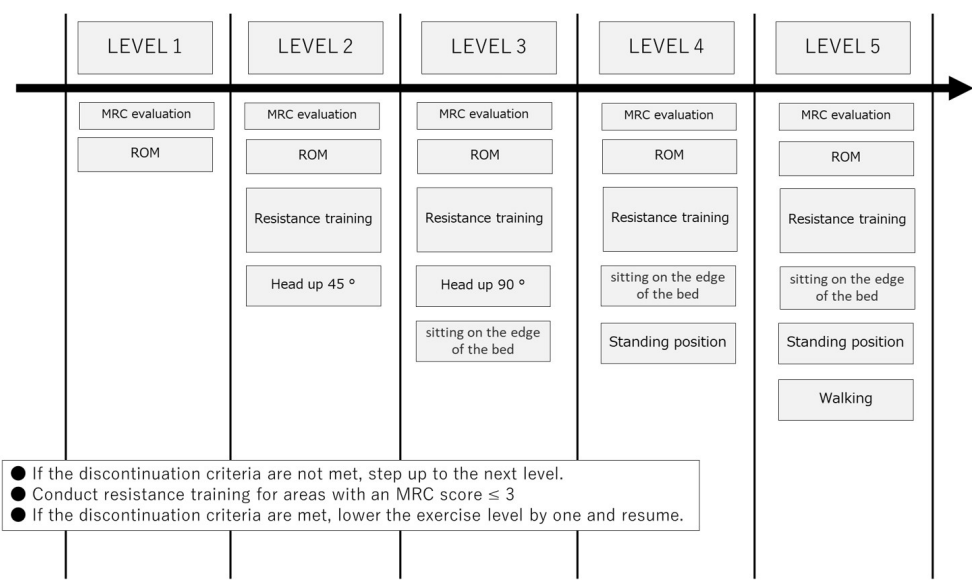 LEVEL 1
LEVEL 2
LEVEL 3
LEVEL 4
LEVEL 5
MRC evaluation
MRC evaluation
MRC evaluation
MRC evaluation
MRC evaluation
ROM
ROM
ROM
ROM
ROM
Resistance training
Resistance training
Resistance training
Resistance training
Head up 45 °
Head up 90 °
sitting on the edge
of the bed
sitting on the edge
of the bed
sitting on the edge
of the bed
Standing position
Standing position
Walking
● If the discontinuation criteria are not met, step up to the next level.
● Conduct resistance training for areas with an MRC score ≤ 3
● If the discontinuation criteria are met, lower the exercise level by one and resume.